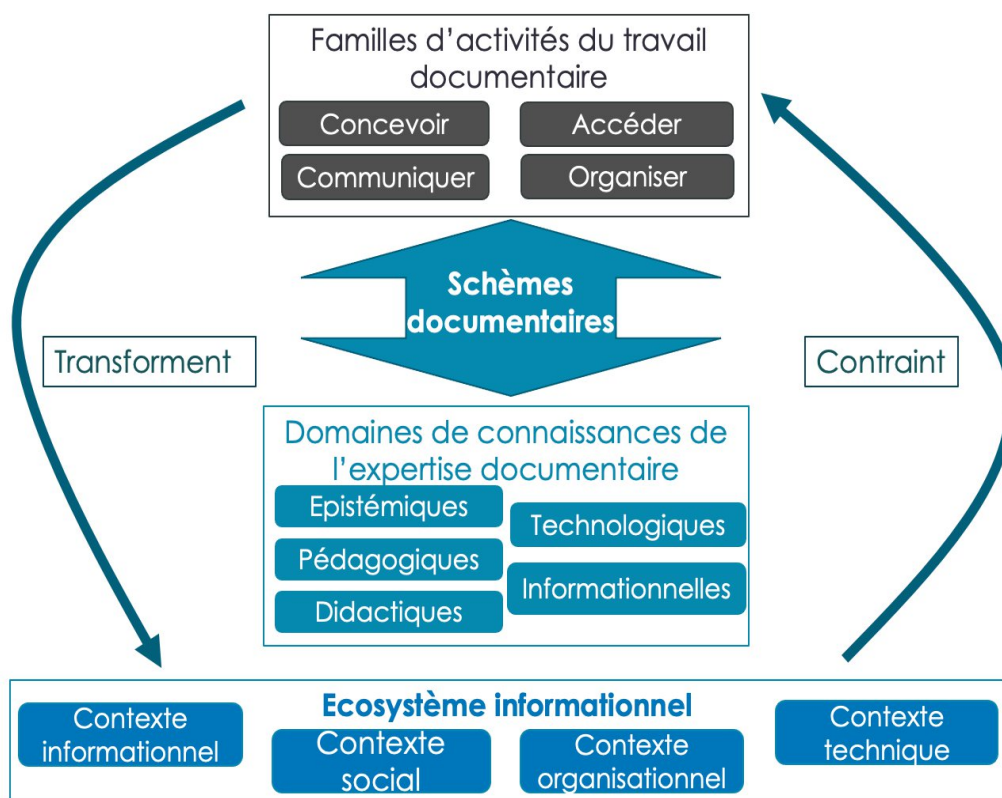 Familles d'activités du travail
documentaire
Concevoir
Accéder
Communiquer
Organiser
Schèmes
documentaires
Transforment
Contraint
Domaines de connaissances de
l'expertise documentaire
Epistémiques
Technologiques
Pédagogiques
Informationnelles
Didactiques
Ecosystème informationnel
Contexte
informationnel
Contexte
social
Contexte
organisationnel
Contexte
technique